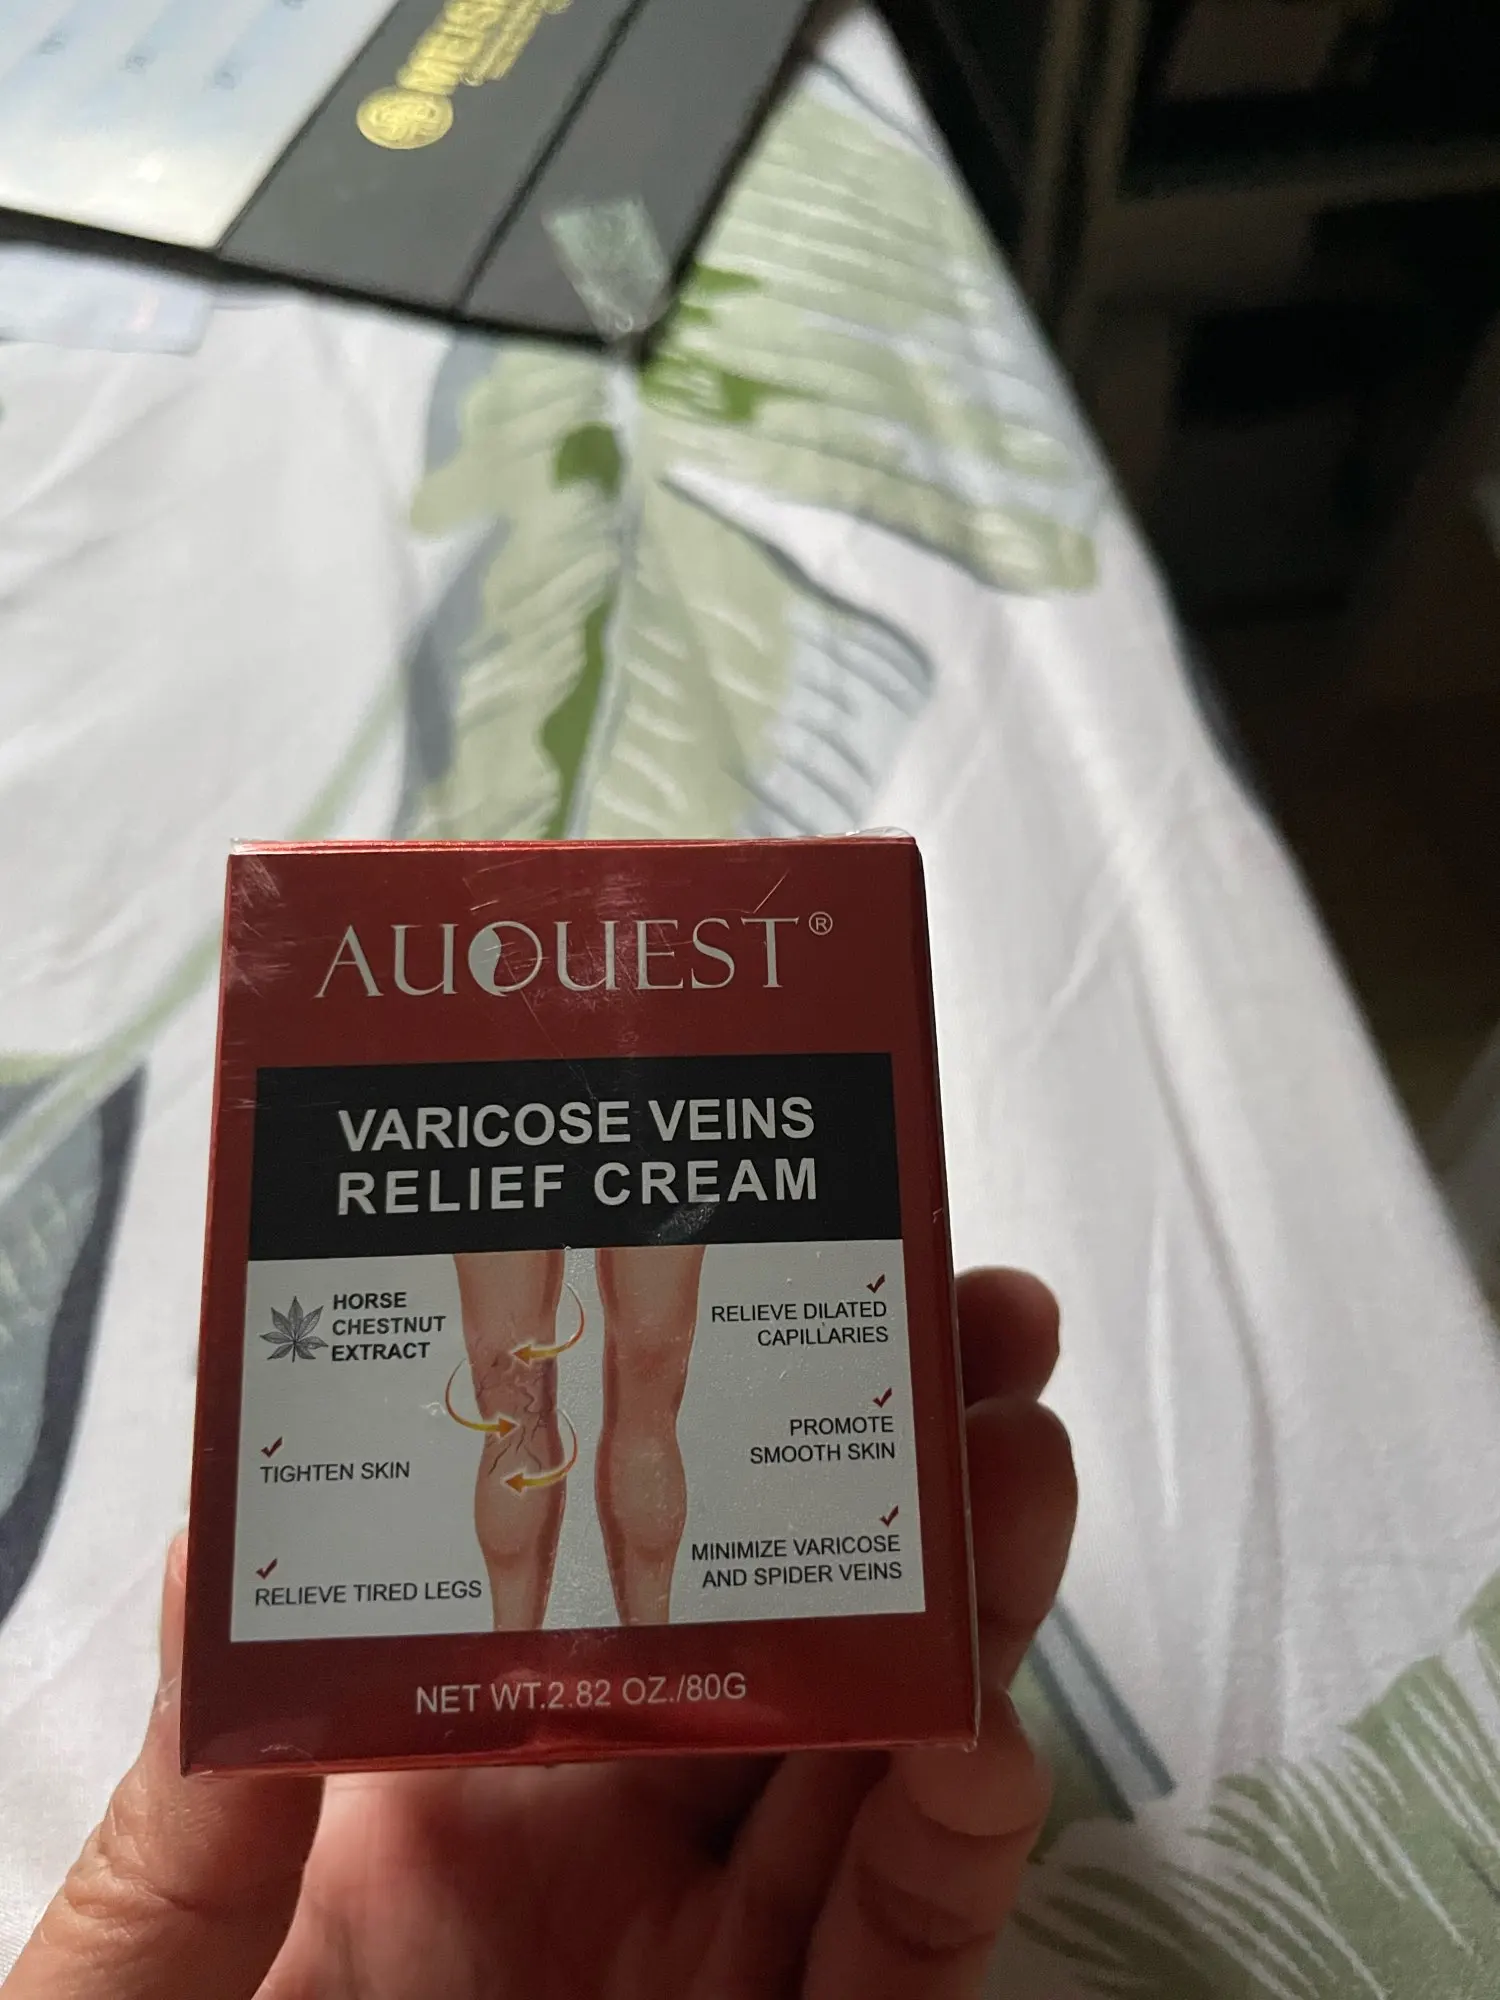 AUQUEST®
VARICOSE VEINS
RELIEF CREAM
HORSE
CHESTNUT
EXTRACT
TIGHTEN SKIN
RELIEVE TIRED LEGS
RELIEVE DILATED
CAPILLARIES
PROMOTE
SMOOTH SKIN
MINIMIZE VARICOSE
AND SPIDER VEINS
NET WT.2.82 OZ./80G